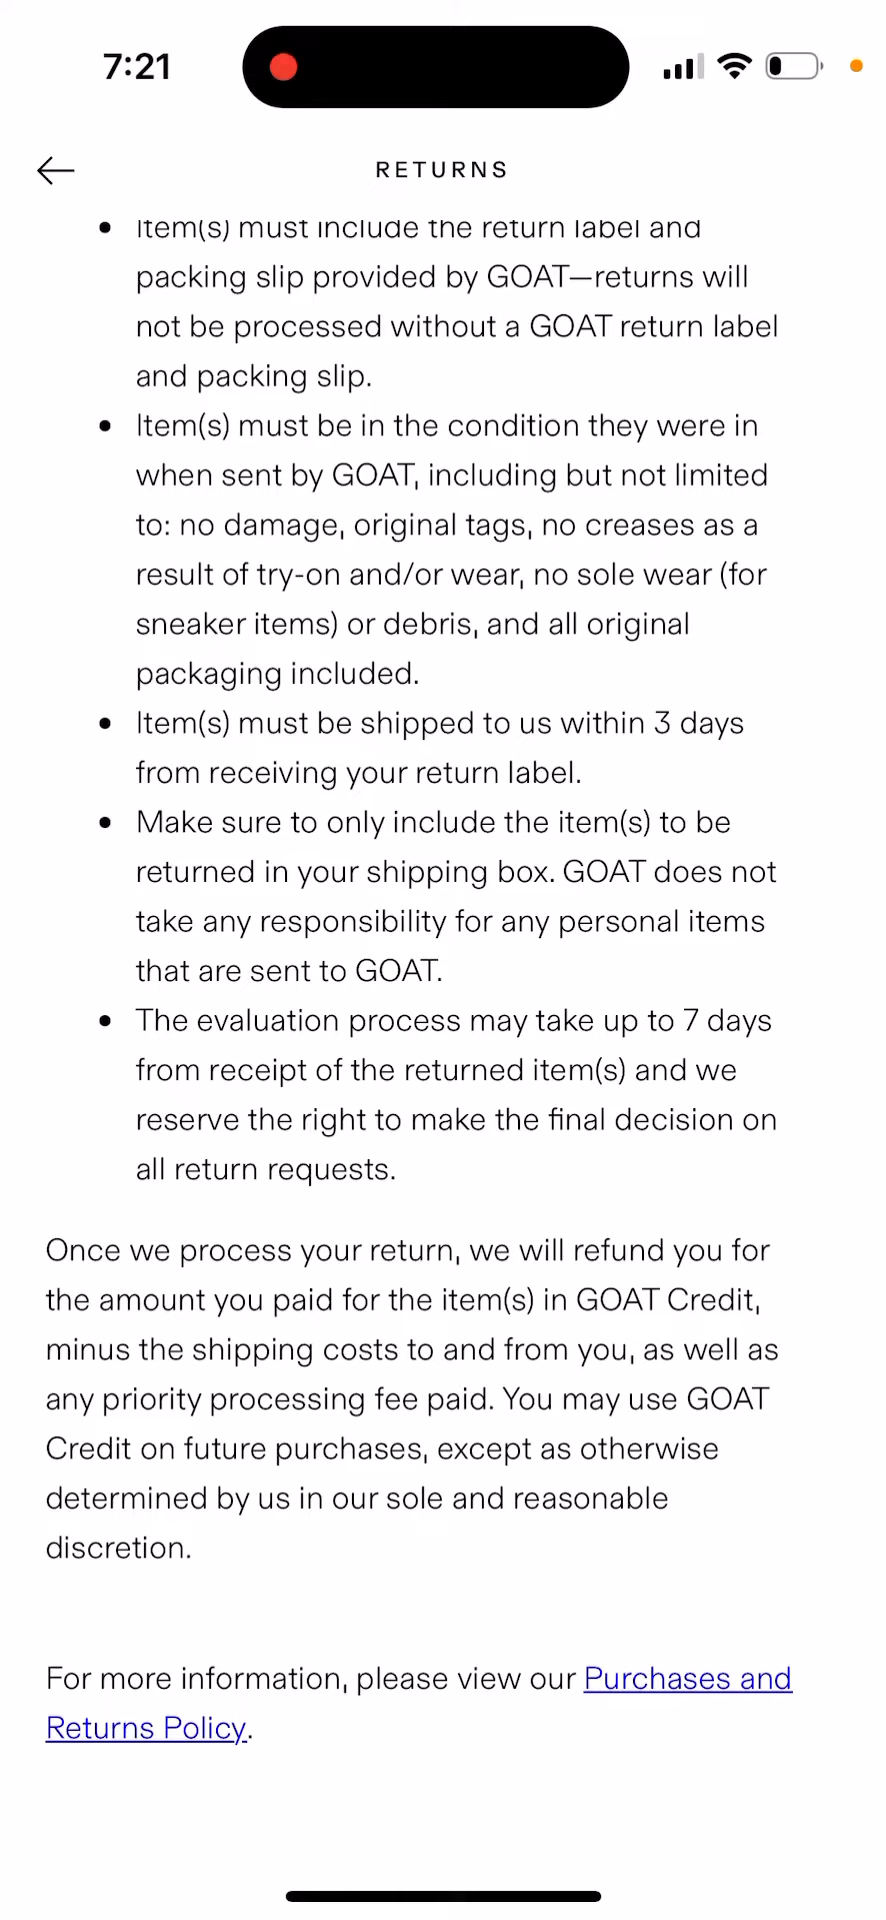 7:21
RETURNS
Item(s) must include the return label and
packing slip provided by GOAT—returns will
not be processed without a GOAT return label
and packing slip.
Item(s) must be in the condition they were in
when sent by GOAT, including but not limited
to: no damage, original tags, no creases as a
result of try-on and/or wear, no sole wear (for
sneaker items) or debris, and all original
packaging included.
Item(s) must be shipped to us within 3 days
from receiving your return label.
Make sure to only include the item(s) to be
returned in your shipping box. GOAT does not
take any responsibility for any personal items
that are sent to GOAT.
The evaluation process may take up to 7 days
from receipt of the returned item(s) and we
reserve the right to make the final decision on
all return requests.
Once we process your return, we will refund you for
the amount you paid for the item(s) in GOAT Credit,
minus the shipping costs to and from you, as well as
any priority processing fee paid. You may use GOAT
Credit on future purchases, except as otherwise
determined by us in our sole and reasonable
discretion.
For more information, please view our Purchases and
Returns Policy.